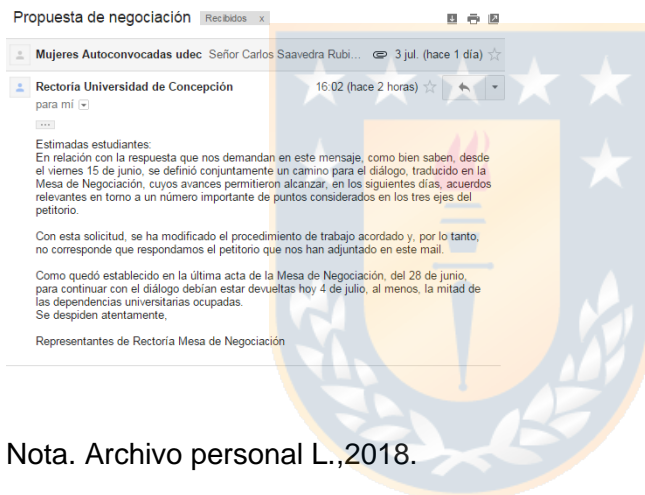 Propuesta de negociación Recibidos x
Mujeres Autoconvocadas udec Señor Carlos Saavedra Rubi... 3 jul. (hace 1 día)
Rectoría Universidad de Concepción 16:02 (hace 2 horas)
para mí
Estimadas estudiantes:
En relación con la respuesta que nos demandan en este mensaje, como bien saben, desde
el viernes 15 de junio, se definió conjuntamente un camino para el diálogo, traducido en la
Mesa de Negociación, cuyos avances permitieron alcanzar, en los siguientes días, acuerdos
relevantes en torno a un número importante de puntos considerados en los tres ejes del
petitorio.
Con esta solicitud, se ha modificado el procedimiento de trabajo acordado y, por lo tanto,
no corresponde que respondamos el petitorio que nos han adjuntado en este mail.
Como quedó establecido en la última acta de la Mesa de Negociación, del 28 de junio,
para continuar con el diálogo debían estar devueltas hoy 4 de julio, al menos, la mitad de
las dependencias universitarias ocupadas.
Se despiden atentamente,
Representantes de Rectoría Mesa de Negociación
Nota. Archivo personal L.,2018.